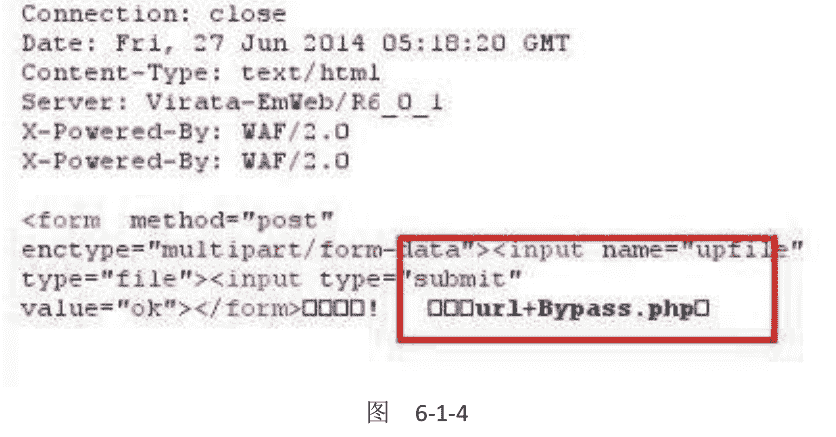 Connection: close
Date: Fri, 27 Jun 2014 05:18:20 GMT
Content-Type: text/html
Server: Virata-EmWeb/R6_0_1
X-Powered-By: WAF/2.0
X-Powered-By: WAF/2.0
<form method="post"
enctype="multipart/form-data"><input name="upfile"
type="file"><input type="submit"
value="ok"></form>□□□□! □□□url+Bypass.php□
图 6-1-4